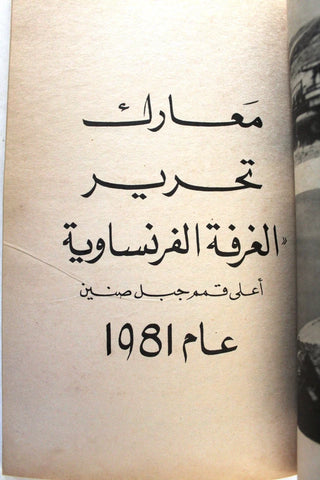 مَعارك
تحرير
«الغرفة الفرنساوية
أعلى قمم جبل صنين
عام 1981